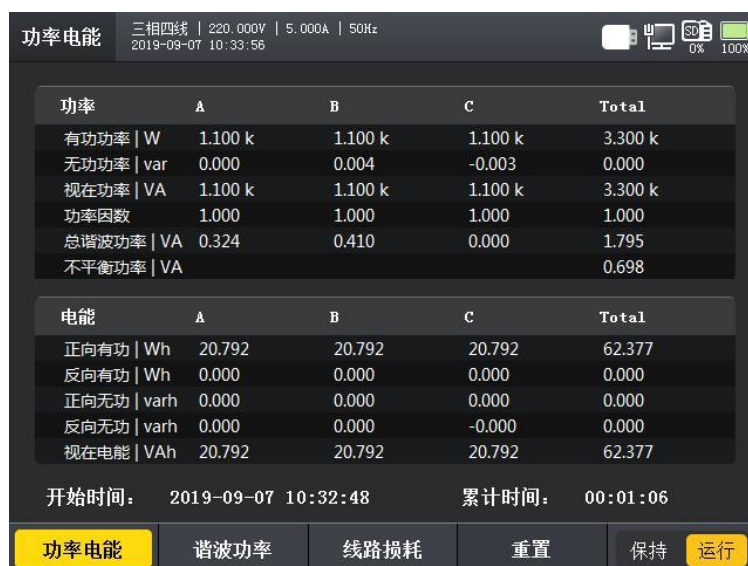 功率电能 三相四线 | 220.000V | 5.000A | 50Hz
2019-09-07 10:33:56
SD
0% 100%
功率 A B C Total
有功功率 | W 1.100 k 1.100 k 1.100 k 3.300 k
无功功率 | var 0.000 0.004 -0.003 0.000
视在功率 | VA 1.100 k 1.100 k 1.100 k 3.300 k
功率因数 1.000 1.000 1.000 1.000
总谐波功率 | VA 0.324 0.410 0.000 1.795
不平衡功率 | VA 0.698
电能 A B C Total
正向有功 | Wh 20.792 20.792 20.792 62.377
反向有功 | Wh 0.000 0.000 0.000 0.000
正向无功 | varh 0.000 0.000 0.000 0.000
反向无功 | varh 0.000 0.000 -0.000 0.000
视在电能 | VAh 20.792 20.792 20.792 62.377
开始时间： 2019-09-07 10:32:48 累计时间： 00:01:06
功率电能 谐波功率 线路损耗 重置 保持 运行